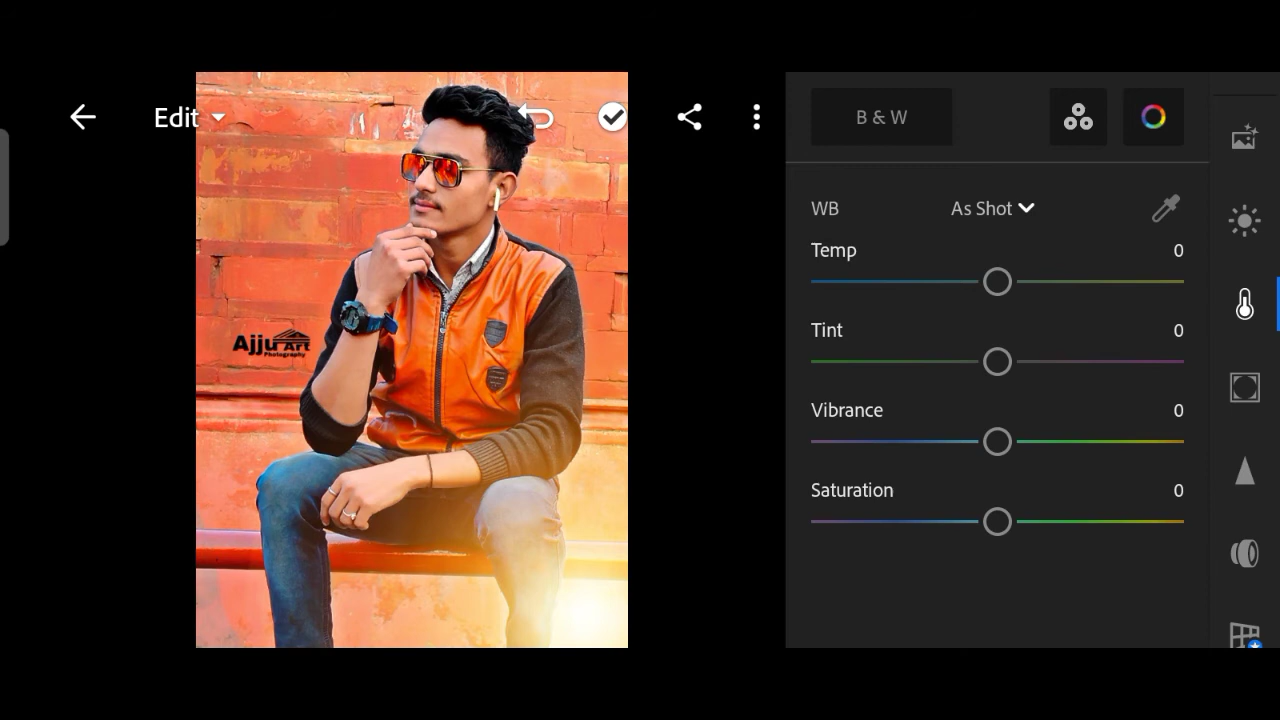 Edit
B & W
WB
As Shot
Temp
0
Tint
0
Vibrance
0
Saturation
0
Ajju Art
Photography